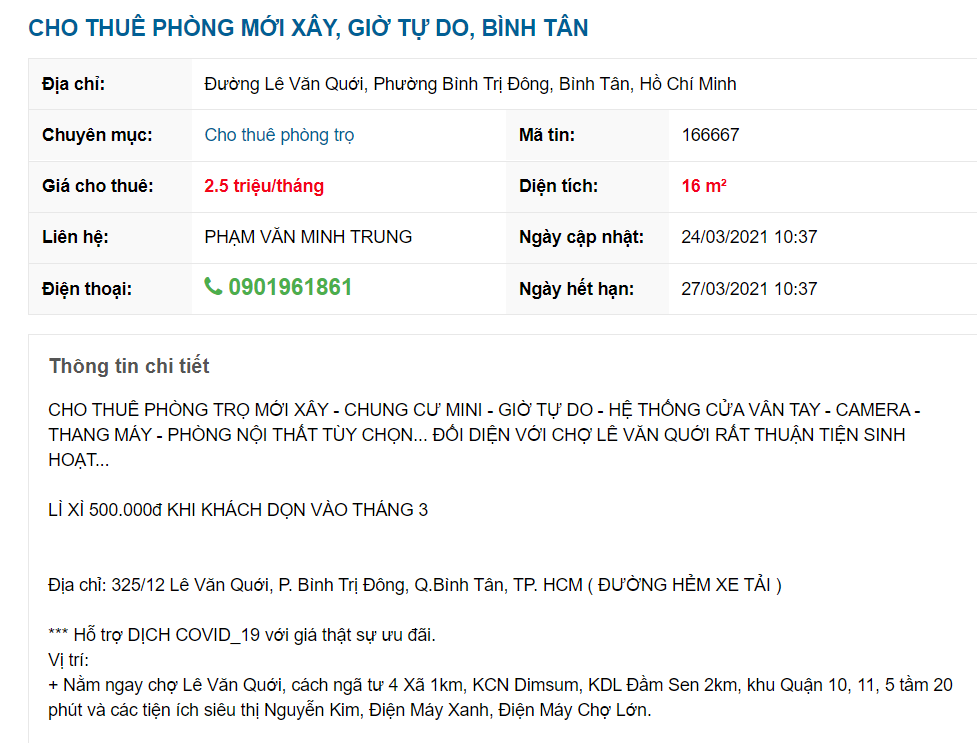 CHO THUÊ PHÒNG MỚI XÂY, GIỜ TỰ DO, BÌNH TÂN
Địa chỉ: Đường Lê Văn Quới, Phường Bình Trị Đông, Bình Tân, Hồ Chí Minh
Chuyên mục: Cho thuê phòng trọ Mã tin: 166667
Giá cho thuê: 2.5 triệu/tháng Diện tích: 16 m²
Liên hệ: PHẠM VĂN MINH TRUNG Ngày cập nhật: 24/03/2021 10:37
Điện thoại: 0901961861 Ngày hết hạn: 27/03/2021 10:37
Thông tin chi tiết
CHO THUÊ PHÒNG TRỌ MỚI XÂY - CHUNG CƯ MINI - GIỜ TỰ DO - HỆ THỐNG CỬA VÂN TAY - CAMERA -
THANG MÁY - PHÒNG NỘI THẤT TÙY CHỌN... ĐỐI DIỆN VỚI CHỢ LÊ VĂN QUỚI RẤT THUẬN TIỆN SINH
HOẠT...
LÌ XÌ 500.000đ KHI KHÁCH DỌN VÀO THÁNG 3
Địa chỉ: 325/12 Lê Văn Quới, P. Bình Trị Đông, Q.Bình Tân, TP. HCM ( ĐƯỜNG HẺM XE TẢI )
*** Hỗ trợ DỊCH COVID_19 với giá thật sự ưu đãi.
Vị trí:
+ Nằm ngay chợ Lê Văn Quới, cách ngã tư 4 Xã 1km, KCN Dimsum, KDL Đầm Sen 2km, khu Quận 10, 11, 5 tầm 20
phút và các tiện ích siêu thị Nguyễn Kim, Điện Máy Xanh, Điện Máy Chợ Lớn.